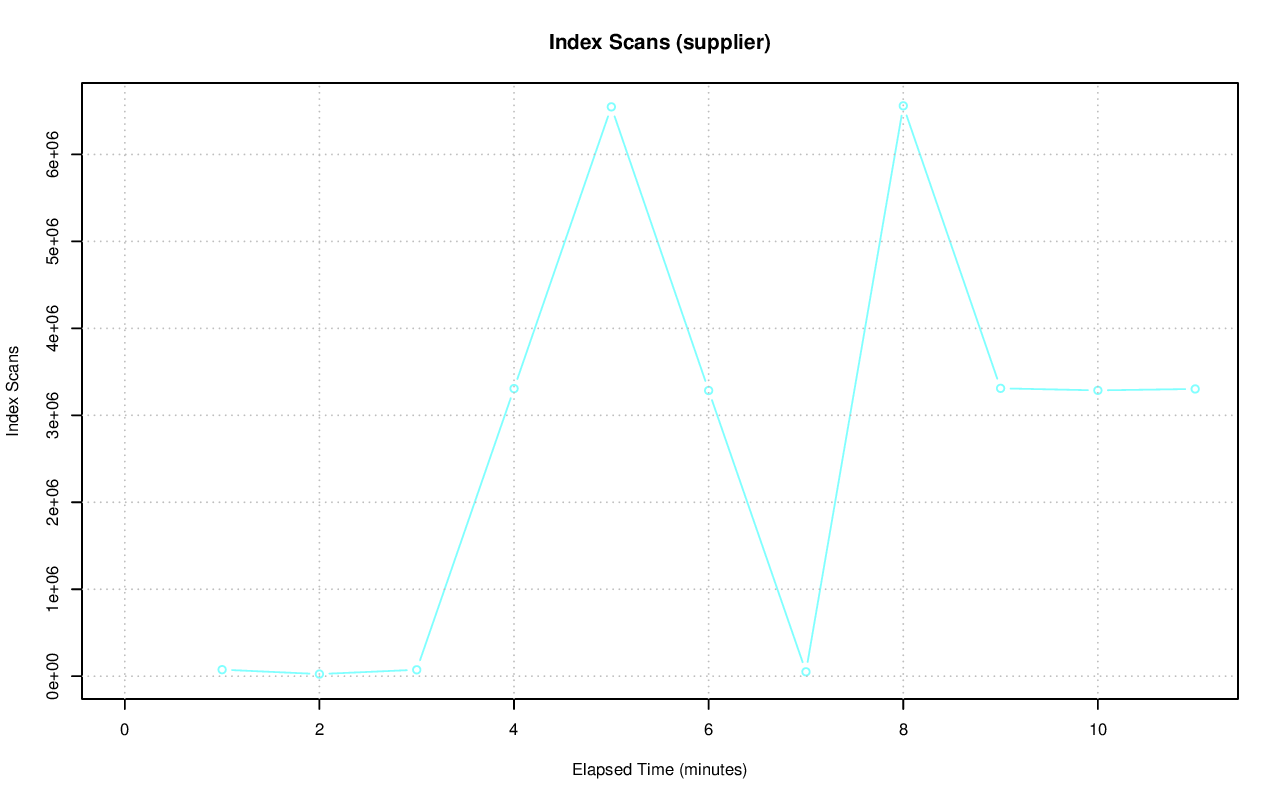 Index Scans (supplier)
Index Scans
6e+06
5e+06
4e+06
3e+06
2e+06
1e+06
0e+00
0 2 4 6 8 10
Elapsed Time (minutes)